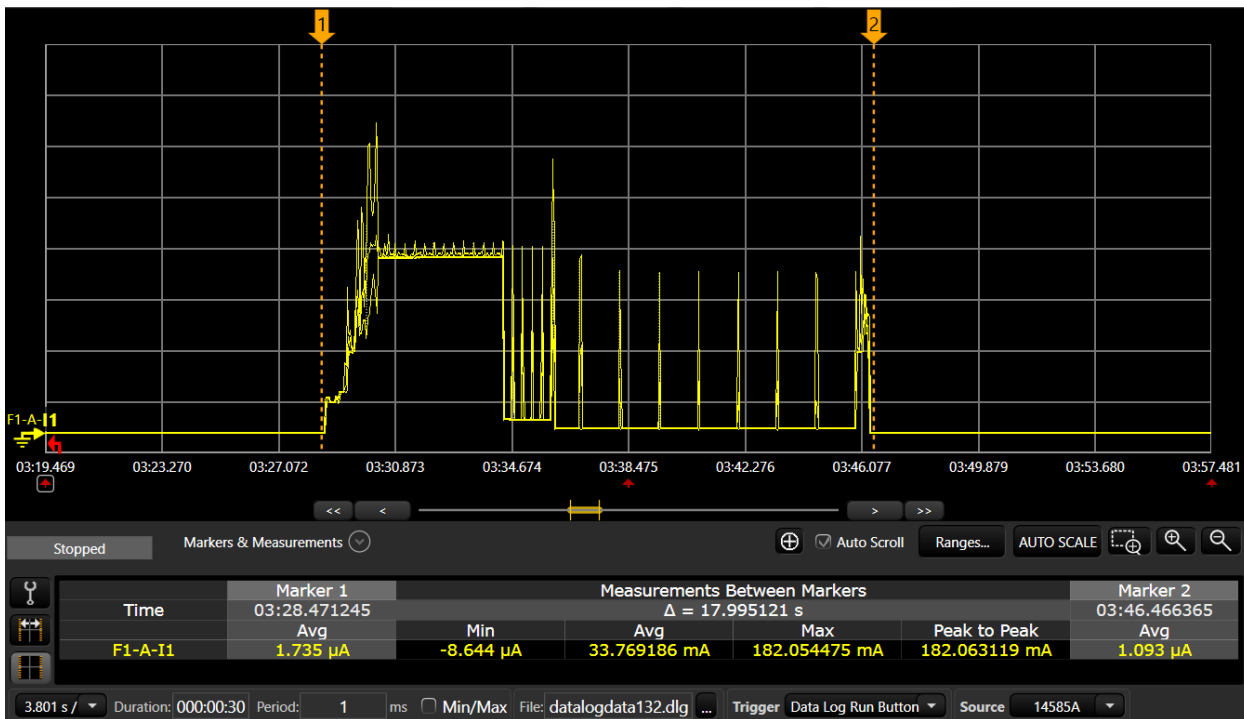 1 2
F1-A-I1
03:19.469 03:23.270 03:27.072 03:30.873 03:34.674 03:38.475 03:42.276 03:46.077 03:49.879 03:53.680 03:57.481
<< < > >>
Stopped Markers & Measurements Auto Scroll Ranges... AUTO SCALE
Marker 1 Measurements Between Markers Marker 2
Time 03:28.471245 Δ = 17.995121 s 03:46.466365
Avg Min Avg Max Peak to Peak Avg
F1-A-I1 1.735 µA -8.644 µA 33.769186 mA 182.054475 mA 182.063119 mA 1.093 µA
3.801 s / Duration: 000:00:30 Period: 1 ms Min/Max File: datalogdata132.dlg ... Trigger Data Log Run Button Source 14585A